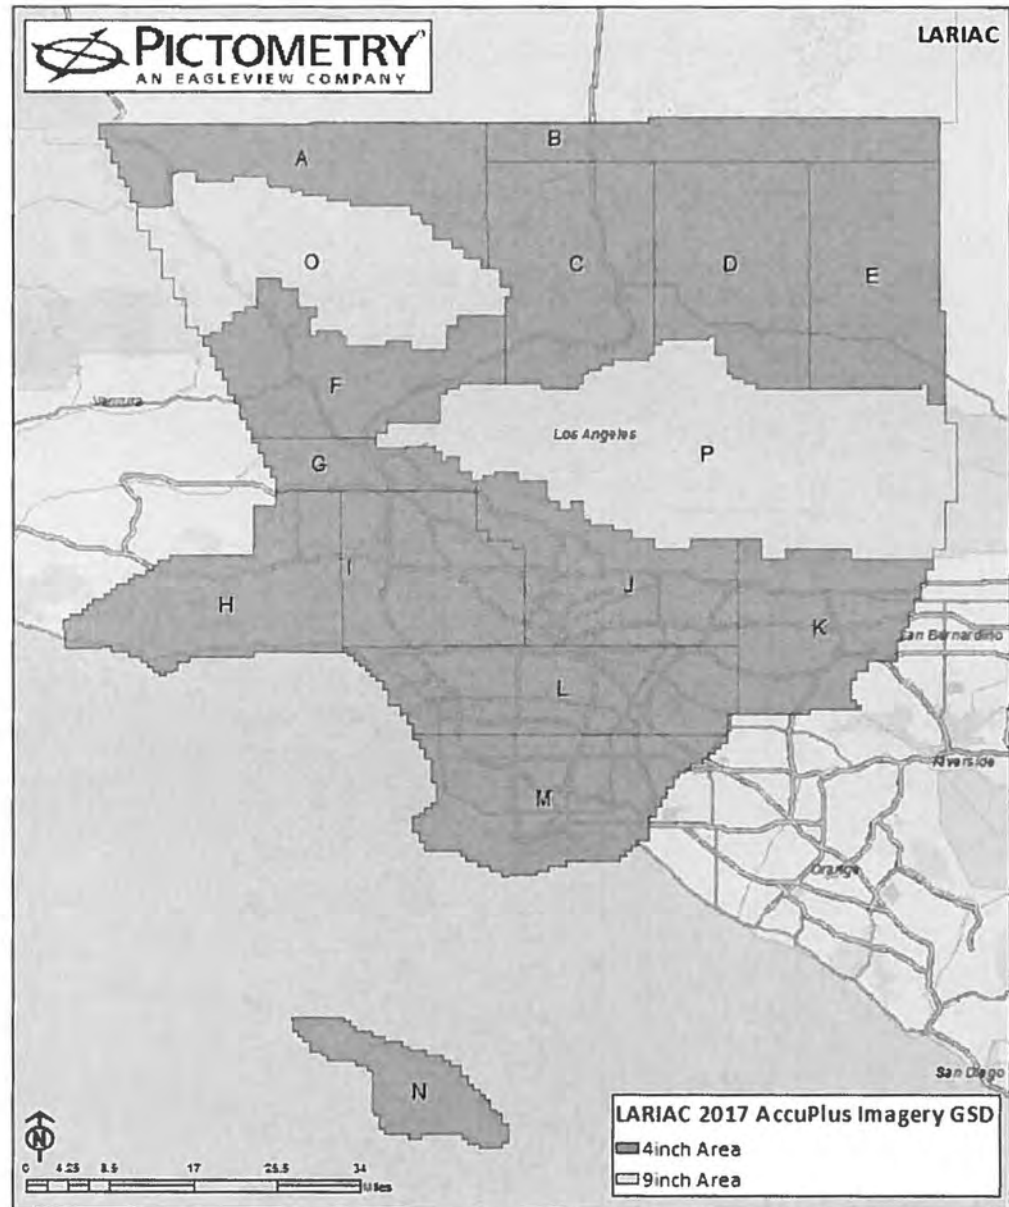 PICTOMETRY®
AN EAGLEVIEW COMPANY
LARIAC
A
B
O
C
D
E
F
Ventura
Los Angeles
P
G
I
J
H
K
San Bernardino
L
Riverside
M
Orange
N
San Diego
N
0 4.25 8.5 17 25.5 34
Miles
LARIAC 2017 AccuPlus Imagery GSD
4inch Area
9inch Area